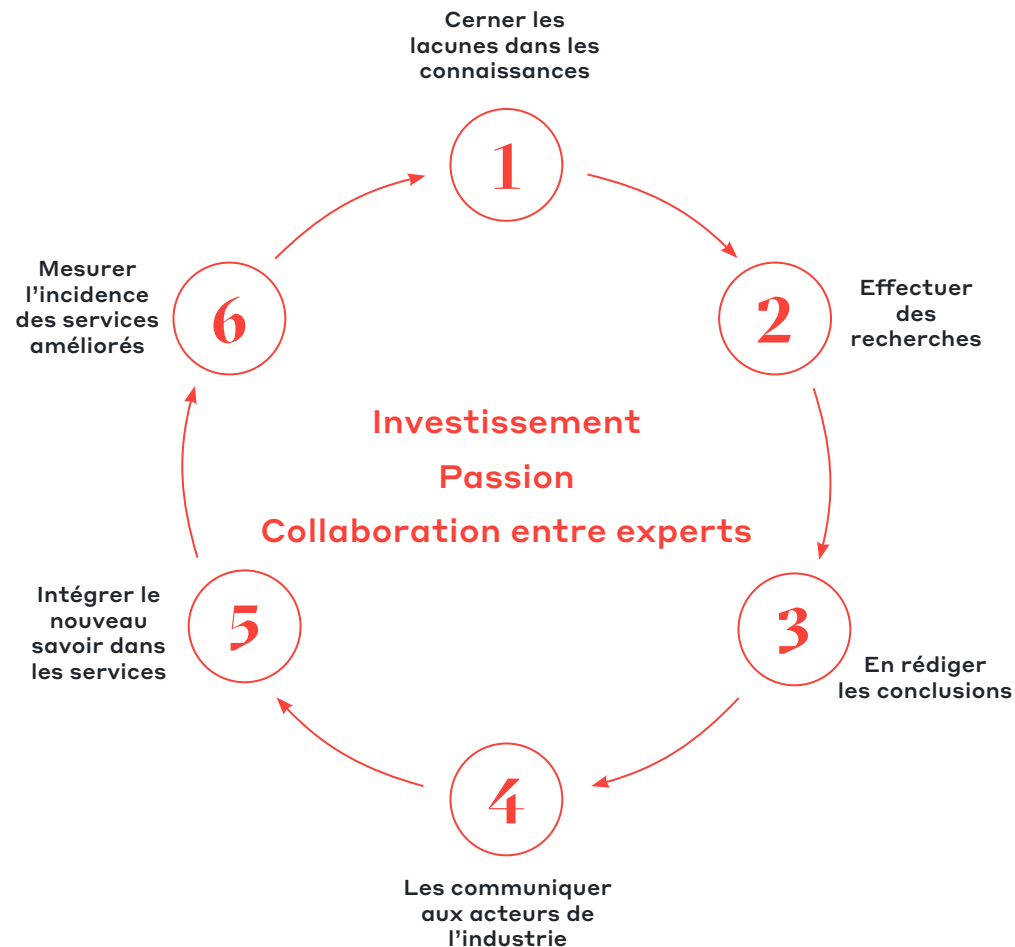 Cerner les
lacunes dans les
connaissances
1
2
Effectuer
des
recherches
3
En rédiger
les conclusions
4
Les communiquer
aux acteurs de
l'industrie
5
Intégrer le
nouveau
savoir dans
les services
6
Mesurer
l'incidence
des services
améliorés
Investissement
Passion
Collaboration entre experts